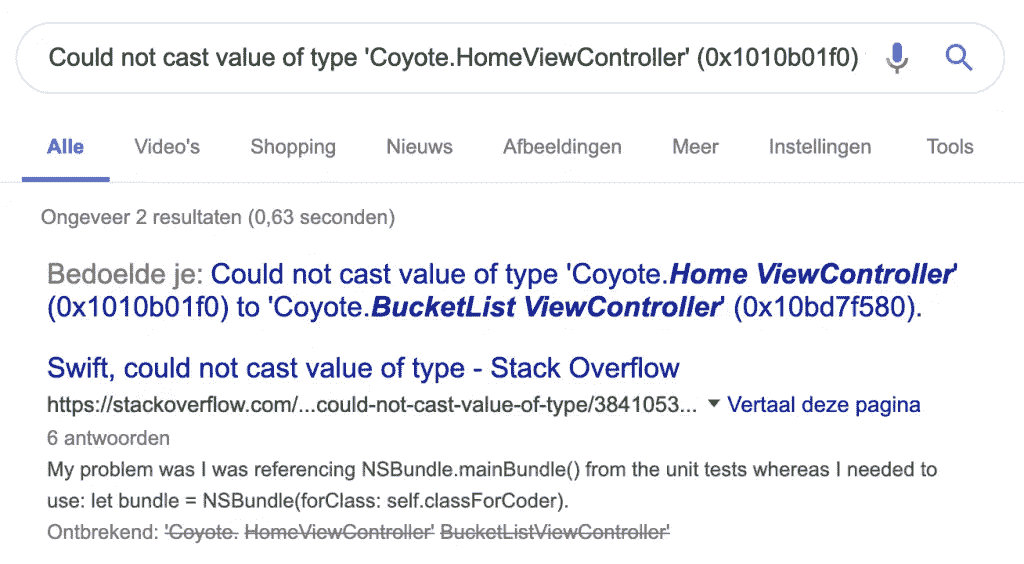 Could not cast value of type 'Coyote.HomeViewController' (0x1010b01f0)
Alle Video's Shopping Nieuws Afbeeldingen Meer Instellingen Tools
Ongeveer 2 resultaten (0,63 seconden)
Bedoelde je: Could not cast value of type 'Coyote.Home ViewController'
(0x1010b01f0) to 'Coyote.BucketList ViewController' (0x10bd7f580).
Swift, could not cast value of type - Stack Overflow
https://stackoverflow.com/...could-not-cast-value-of-type/3841053... Vertaal deze pagina
6 antwoorden
My problem was I was referencing NSBundle.mainBundle() from the unit tests whereas I needed to
use: let bundle = NSBundle(forClass: self.classForCoder).
Ontbrekend: 'Coyote. HomeViewController' BucketListViewController'